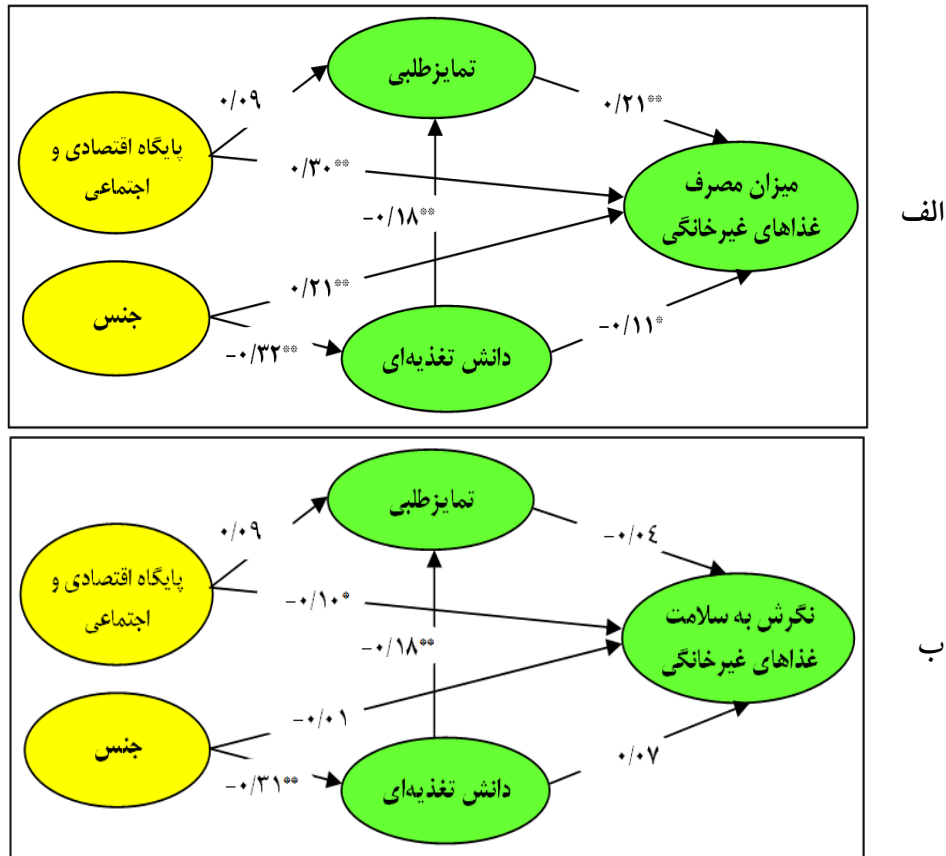 تمایزطلبی
۰/۰۹
۰/۲۱**
پایگاه اقتصادی و
اجتماعی
۰/۳۰**
میزان مصرف
غذاهای غیرخانگی
الف
-۰/۱۸**
۰/۲۱**
جنس
-۰/۳۲**
دانش تغذیه‌ای
-۰/۱۱*
تمایزطلبی
۰/۰۹
-۰/۰٤
پایگاه اقتصادی و
اجتماعی
-۰/۱۰*
نگرش به سلامت
غذاهای غیرخانگی
ب
-۰/۱۸**
-۰/۰۱
جنس
-۰/۳۱**
دانش تغذیه‌ای
۰/۰۷